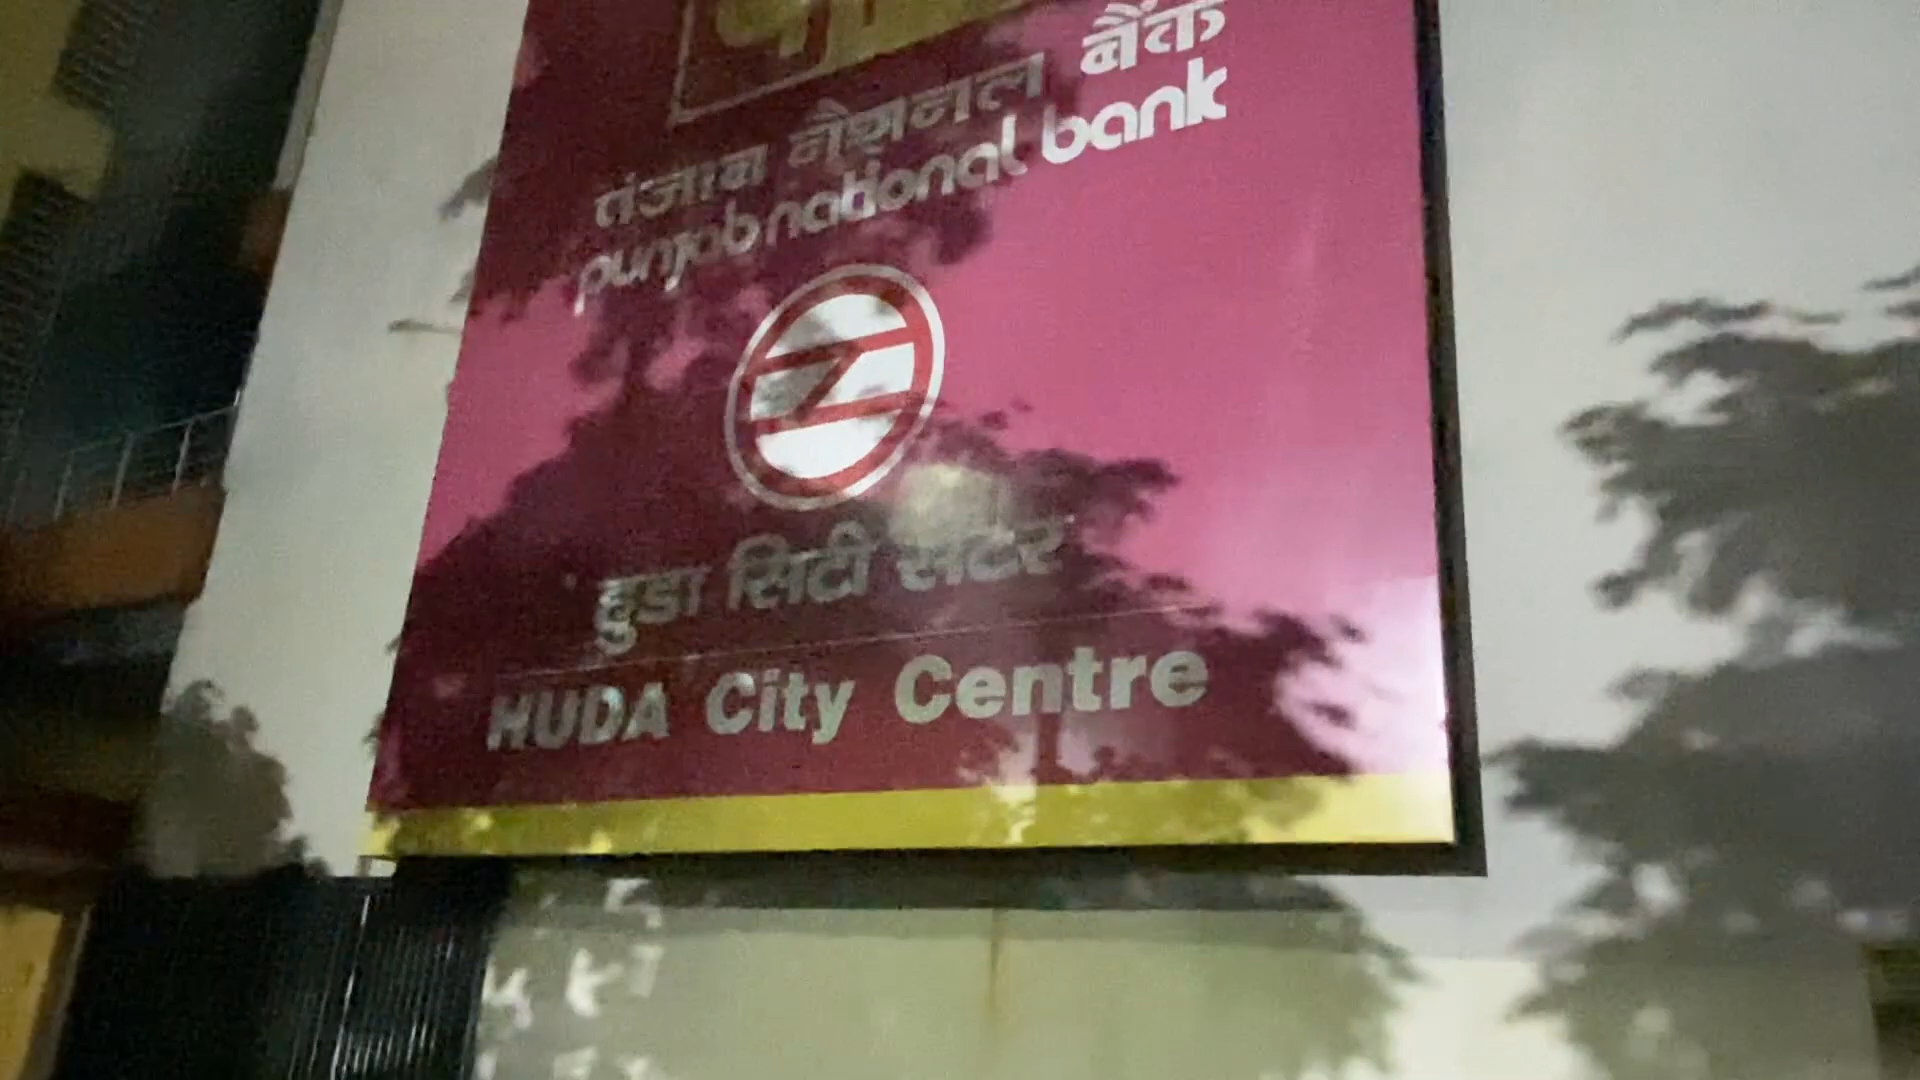 पंजाब नैशनल बैंक
punjab national bank
हुडा सिटी सेंटर
HUDA City Centre